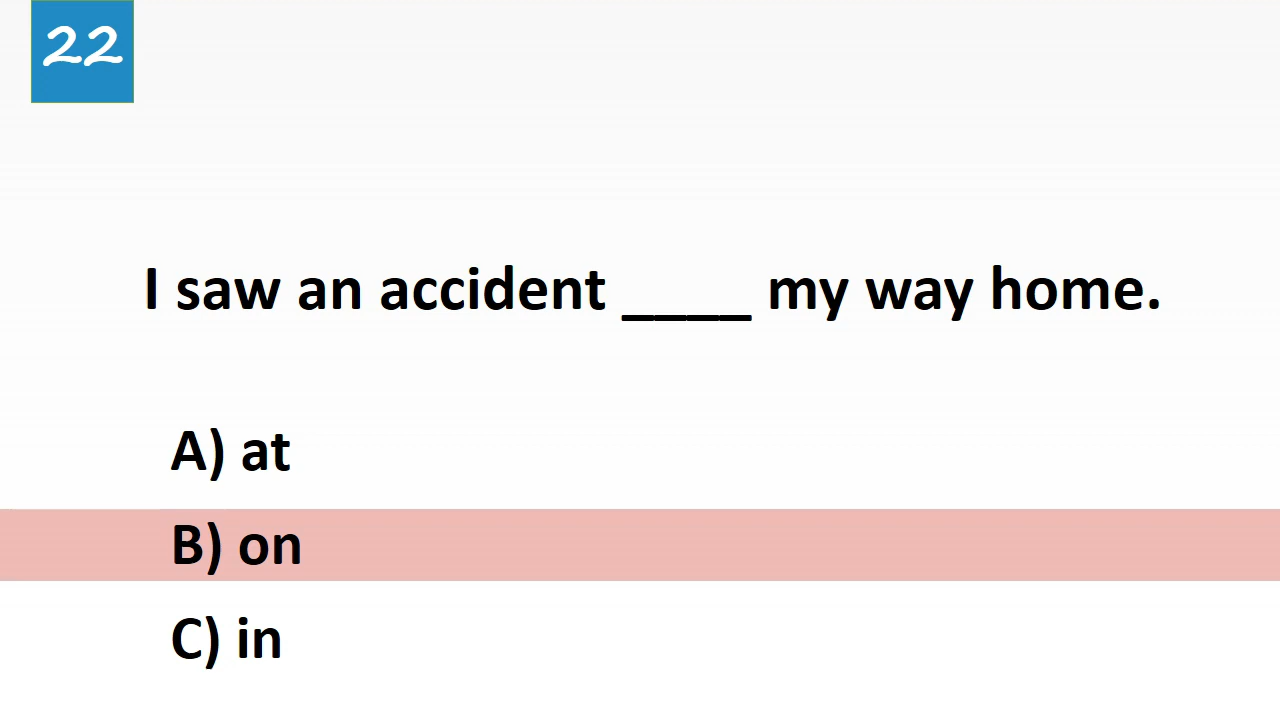 22
I saw an accident ____ my way home.
A) at
B) on
C) in